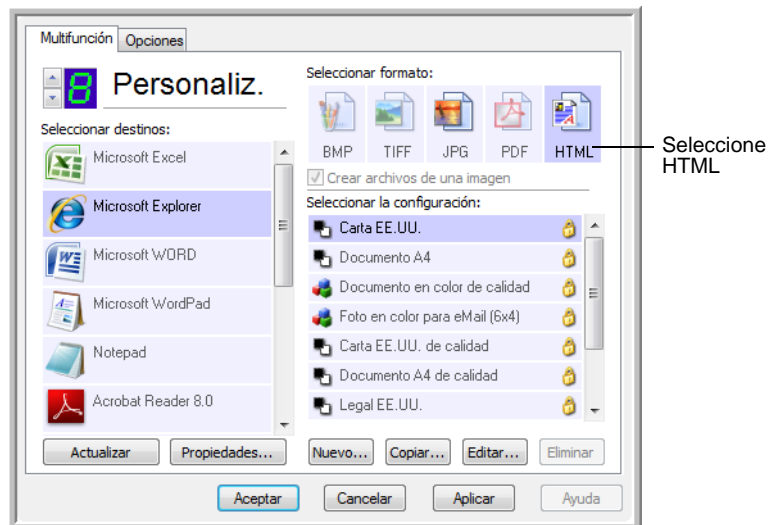 Multifunción
Opciones
8
Personaliz.
Seleccionar destinos:
Microsoft Excel
Microsoft Explorer
Microsoft WORD
Microsoft WordPad
Notepad
Acrobat Reader 8.0
Actualizar
Propiedades...
Seleccionar formato:
BMP
TIFF
JPG
PDF
HTML
Crear archivos de una imagen
Seleccionar la configuración:
Carta EE.UU.
Documento A4
Documento en color de calidad
Foto en color para eMail (6x4)
Carta EE.UU. de calidad
Documento A4 de calidad
Legal EE.UU.
Nuevo...
Copiar...
Editar...
Eliminar
Aceptar
Cancelar
Aplicar
Ayuda
Seleccione
HTML